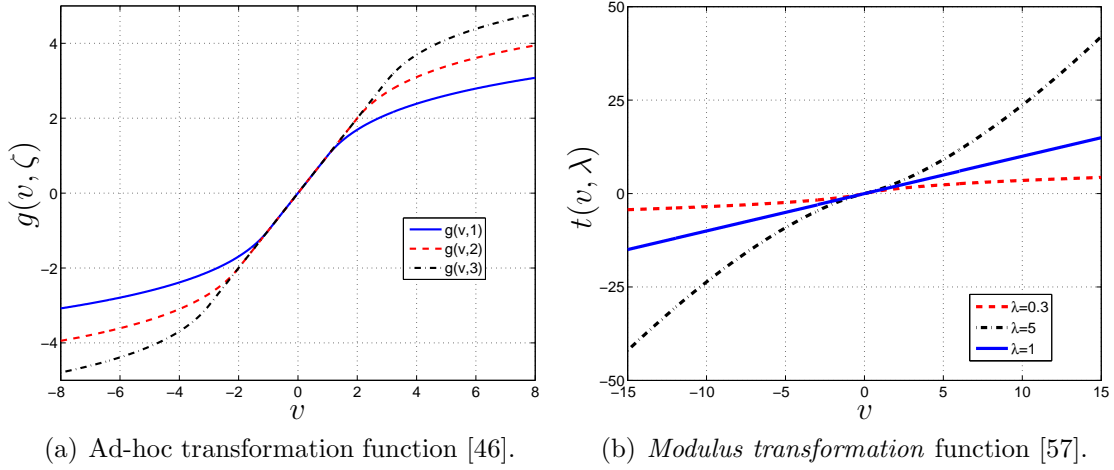 4
2
0
−2
−4
−8
−6
−4
−2
0
2
4
6
8
g(v, ζ)
v
g(v,1)
g(v,2)
g(v,3)
(a) Ad-hoc transformation function [46].
50
25
0
−25
−50
−15
−10
−5
0
5
10
15
t(v, λ)
v
λ=0.3
λ=5
λ=1
(b) Modulus transformation function [57].